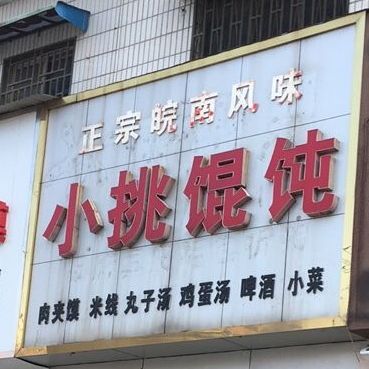 正宗皖南风味
小挑馄饨
肉夹馍 米线 丸子汤 鸡蛋汤 啤酒 小菜